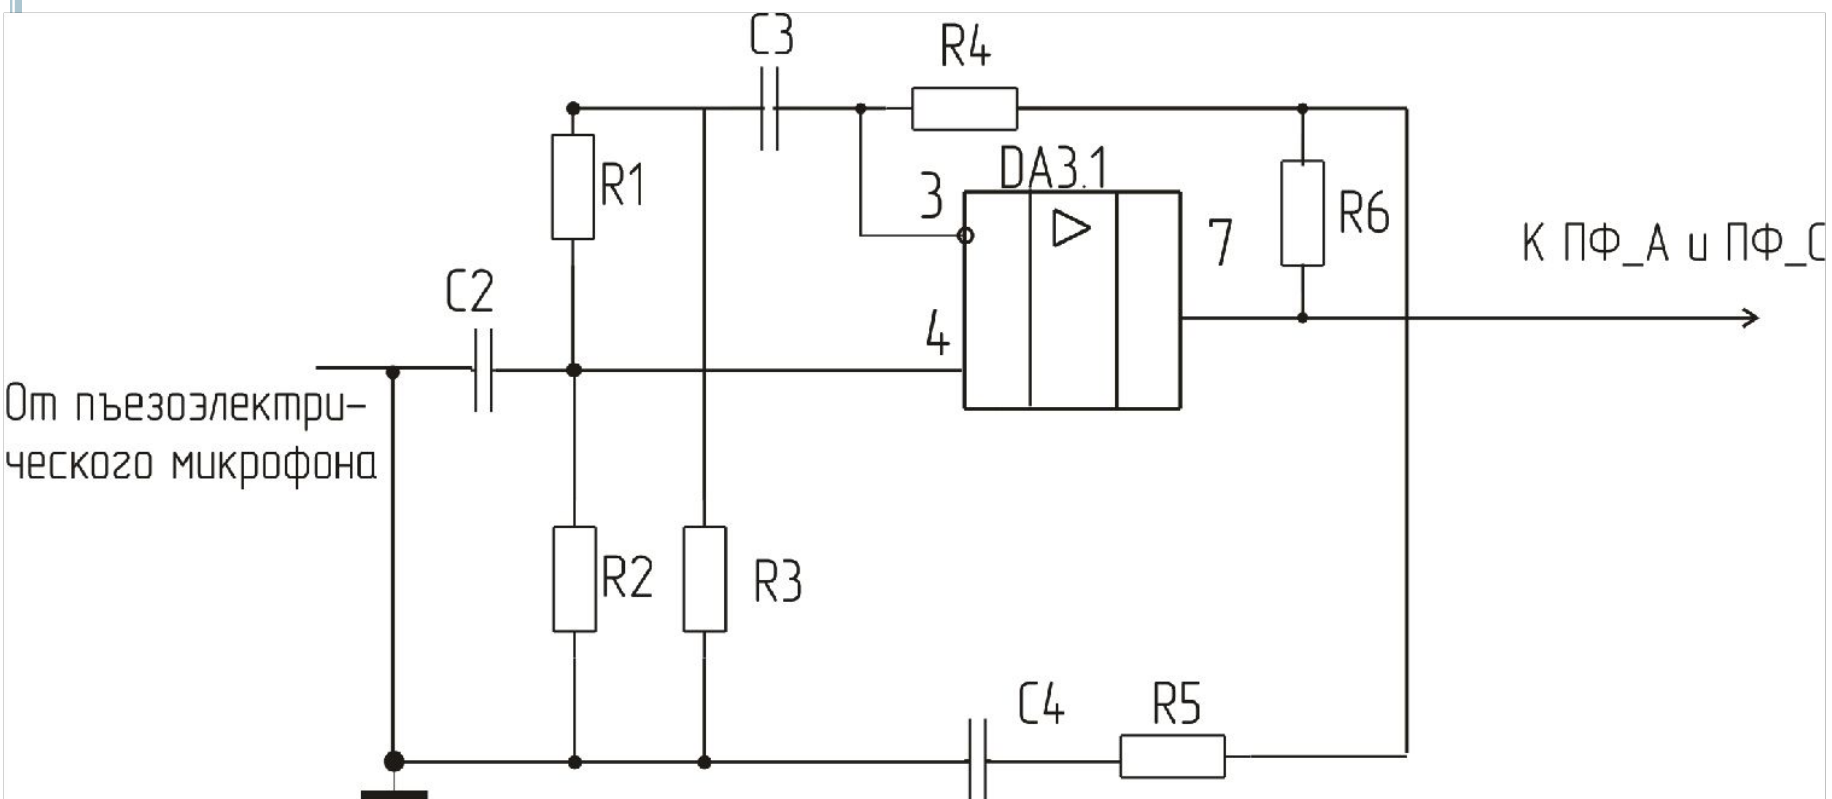 C3
R4
R1
DA3.1
3
R6
7
К ПФ_А и ПФ_С
C2
4
От пъезоэлектри-
ческого микрофона
R2
R3
C4
R5